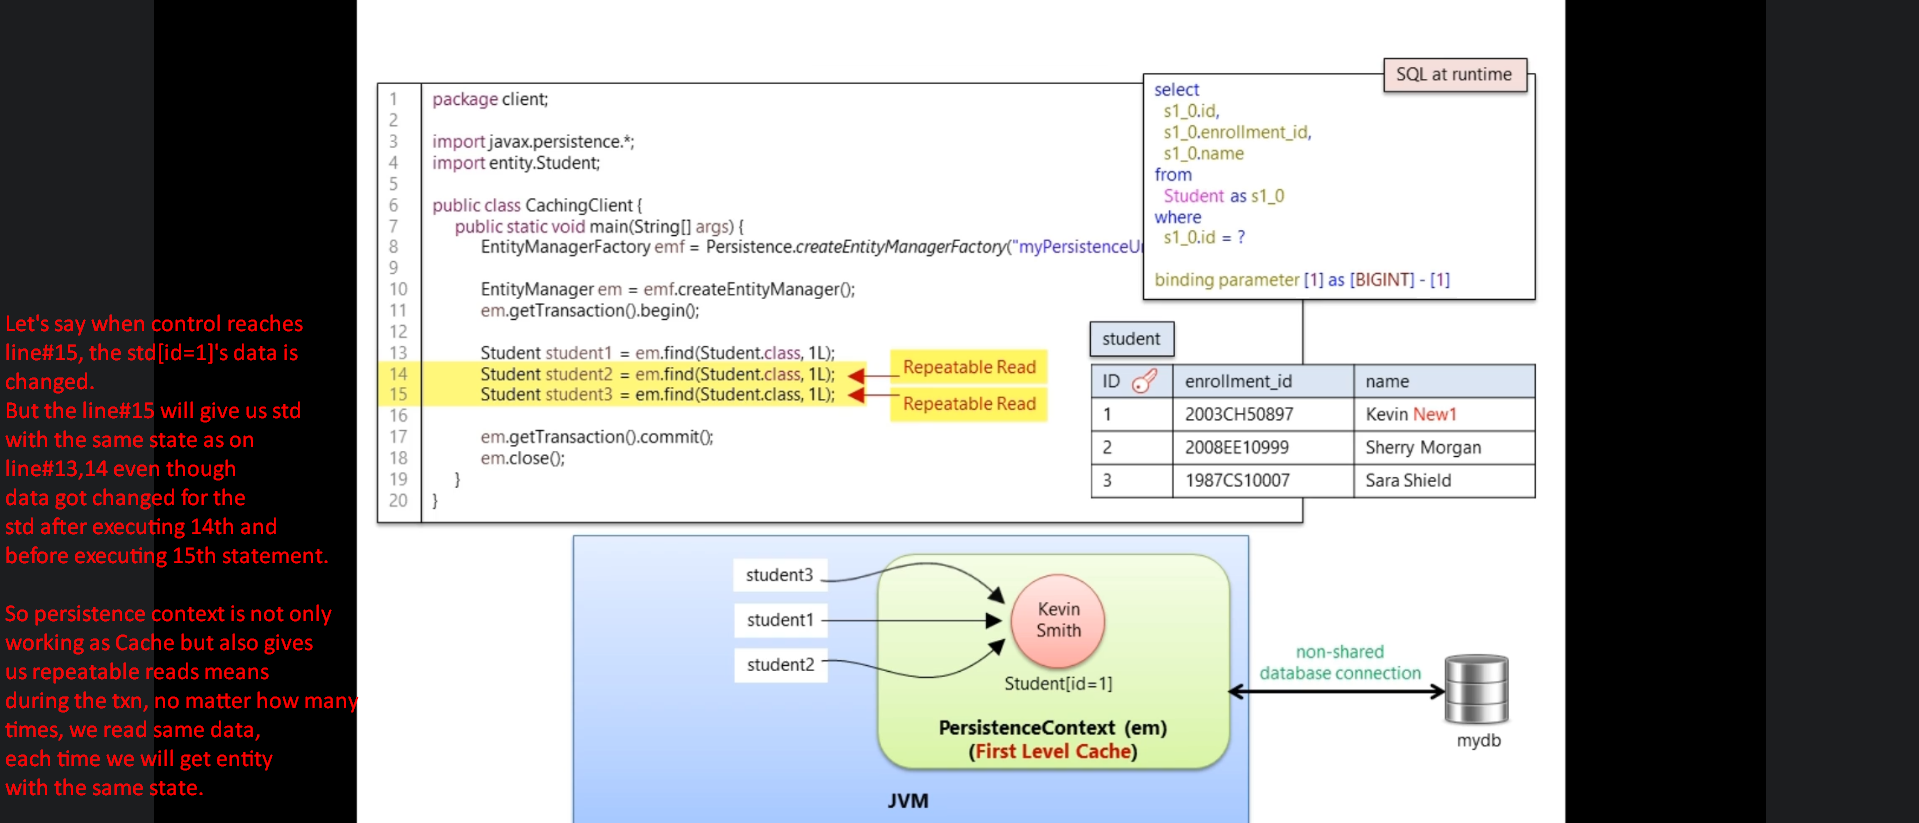 Let's say when control reaches
line#15, the std[id=1]'s data is
changed.
But the line#15 will give us std
with the same state as on
line#13,14 even though
data got changed for the
std after executing 14th and
before executing 15th statement.
So persistence context is not only
working as Cache but also gives
us repeatable reads means
during the txn, no matter how many
times, we read same data,
each time we will get entity
with the same state.
1 package client;
2
3 import javax.persistence.*;
4 import entity.Student;
5
6 public class CachingClient {
7 public static void main(String[] args) {
8 EntityManagerFactory emf = Persistence.createEntityManagerFactory("myPersistenceU
9
10 EntityManager em = emf.createEntityManager();
11 em.getTransaction().begin();
12
13 Student student1 = em.find(Student.class, 1L);
14 Student student2 = em.find(Student.class, 1L);
15 Student student3 = em.find(Student.class, 1L);
16
17 em.getTransaction().commit();
18 em.close();
19 }
20 }
Repeatable Read
Repeatable Read
SQL at runtime
select
s1_0.id,
s1_0.enrollment_id,
s1_0.name
from
Student as s1_0
where
s1_0.id = ?
binding parameter [1] as [BIGINT] - [1]
student
ID enrollment_id name
1 2003CH50897 Kevin New1
2 2008EE10999 Sherry Morgan
3 1987CS10007 Sara Shield
student3
student1
student2
Kevin
Smith
Student[id=1]
PersistenceContext (em)
(First Level Cache)
JVM
non-shared
database connection
mydb